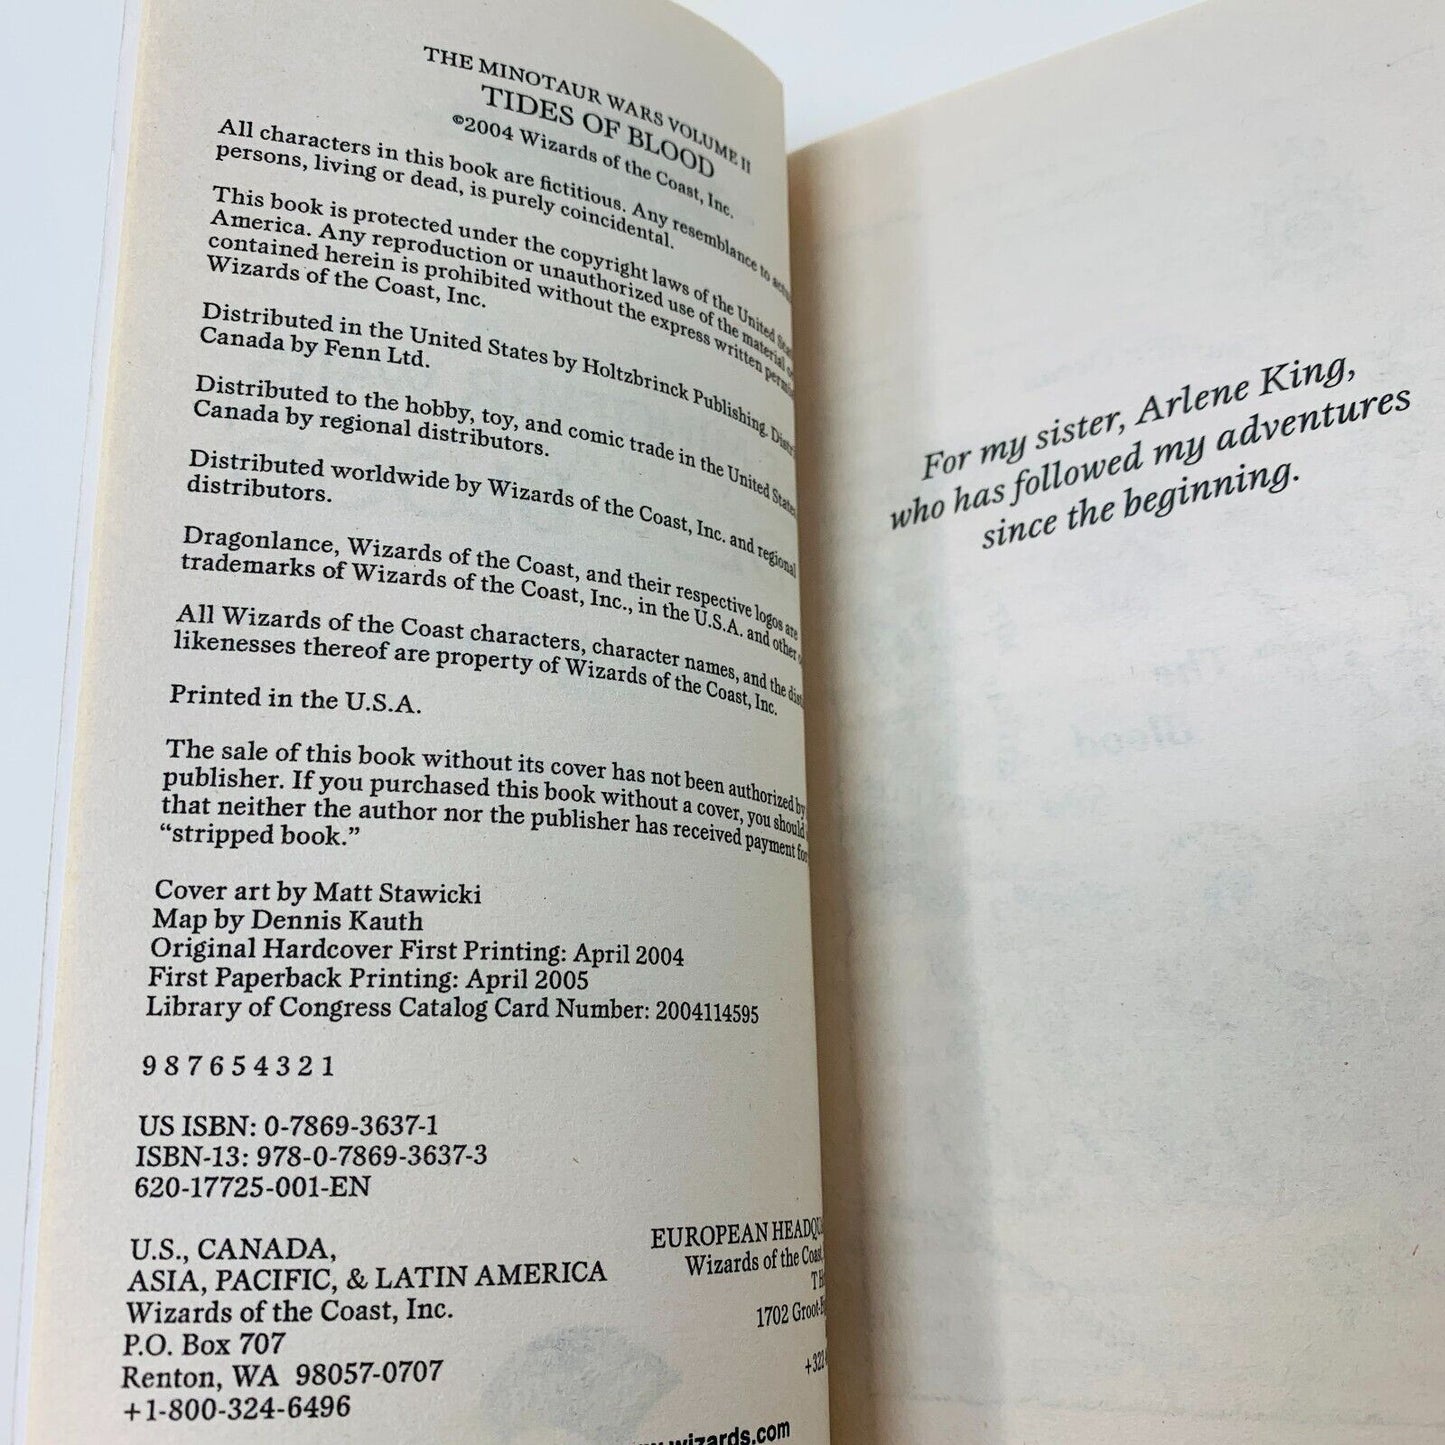 THE MINOTAUR WARS VOLUME II
TIDES OF BLOOD
©2004 Wizards of the Coast, Inc.
All characters in this book are fictitious. Any resemblance to
persons, living or dead, is purely coincidental.
This book is protected under the copyright laws of the United
America. Any reproduction or unauthorized use of the material
contained herein is prohibited without the express written
Wizards of the Coast, Inc.
Distributed in the United States by Holtzbrinck Publishing.
Canada by Fenn Ltd.
Distributed to the hobby, toy, and comic trade in the United States
Canada by regional distributors.
Distributed worldwide by Wizards of the Coast, Inc. and regional
distributors.
Dragonlance, Wizards of the Coast, and their respective logos are
trademarks of Wizards of the Coast, Inc., in the U.S.A. and other
All Wizards of the Coast characters, character names, and the
likenesses thereof are property of Wizards of the Coast, Inc.
Printed in the U.S.A.
The sale of this book without its cover has not been authorized by
publisher. If you purchased this book without a cover, you should
that neither the author nor the publisher has received payment for
“stripped book.”
Cover art by Matt Stawicki
Map by Dennis Kauth
Original Hardcover First Printing: April 2004
First Paperback Printing: April 2005
Library of Congress Catalog Card Number: 2004114595
9 8 7 6 5 4 3 2 1
US ISBN: 0-7869-3637-1
ISBN-13: 978-0-7869-3637-3
620-17725-001-EN
U.S., CANADA,
ASIA, PACIFIC, & LATIN AMERICA
Wizards of the Coast, Inc.
P.O. Box 707
Renton, WA 98057-0707
+1-800-324-6496
EUROPEAN
Wizards of the Coast,
1702
+322
www.wizards.com
For my sister, Arlene King,
who has followed my adventures
since the beginning.